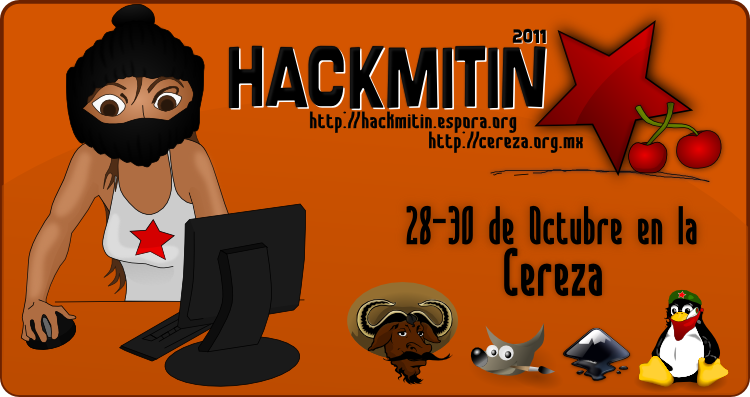 2011
HACKMITIN
http://hackmitin.espora.org
http://cereza.org.mx
28-30 de Octubre en la
Cereza